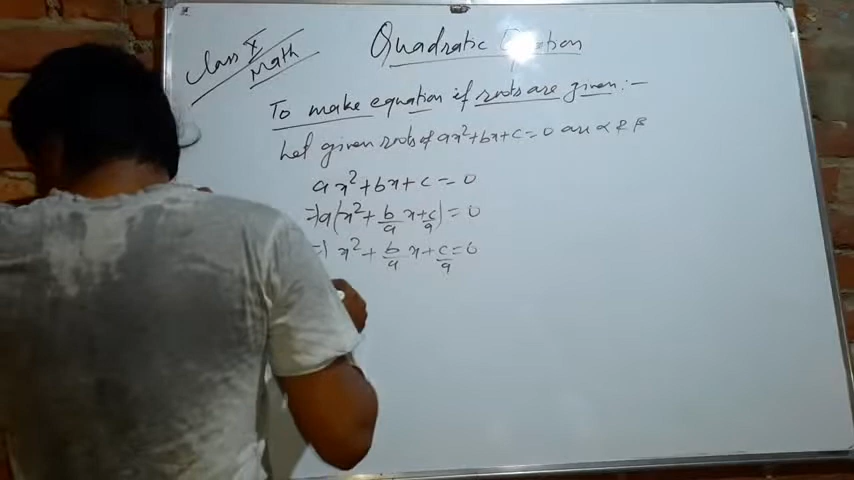 Class X
Math
Quadratic Equation
To make equation if roots are given :-
Let given roots of ax²+bx+c=0 are α & β
ax²+bx+c=0
⇒a(x²+b/a x+c/a)=0
⇒ x²+b/a x+c/a=0